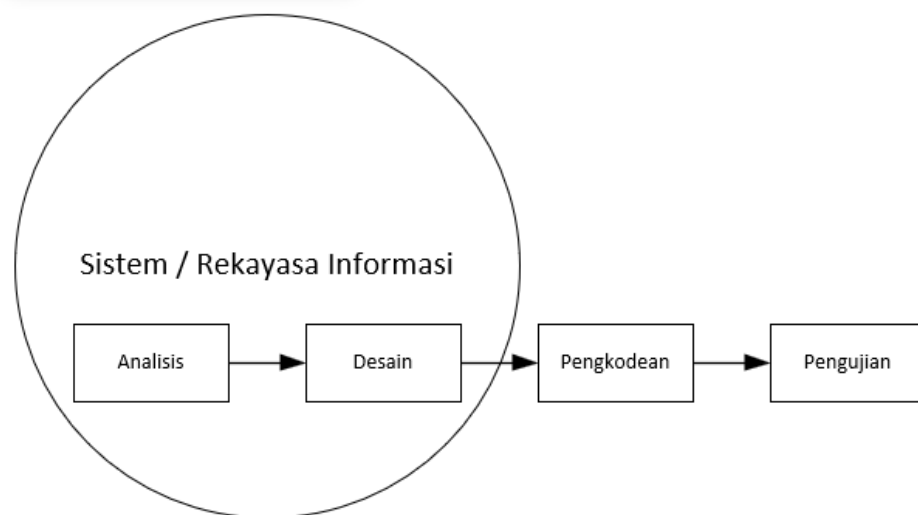 Sistem / Rekayasa Informasi
Analisis
Desain
Pengkodean
Pengujian